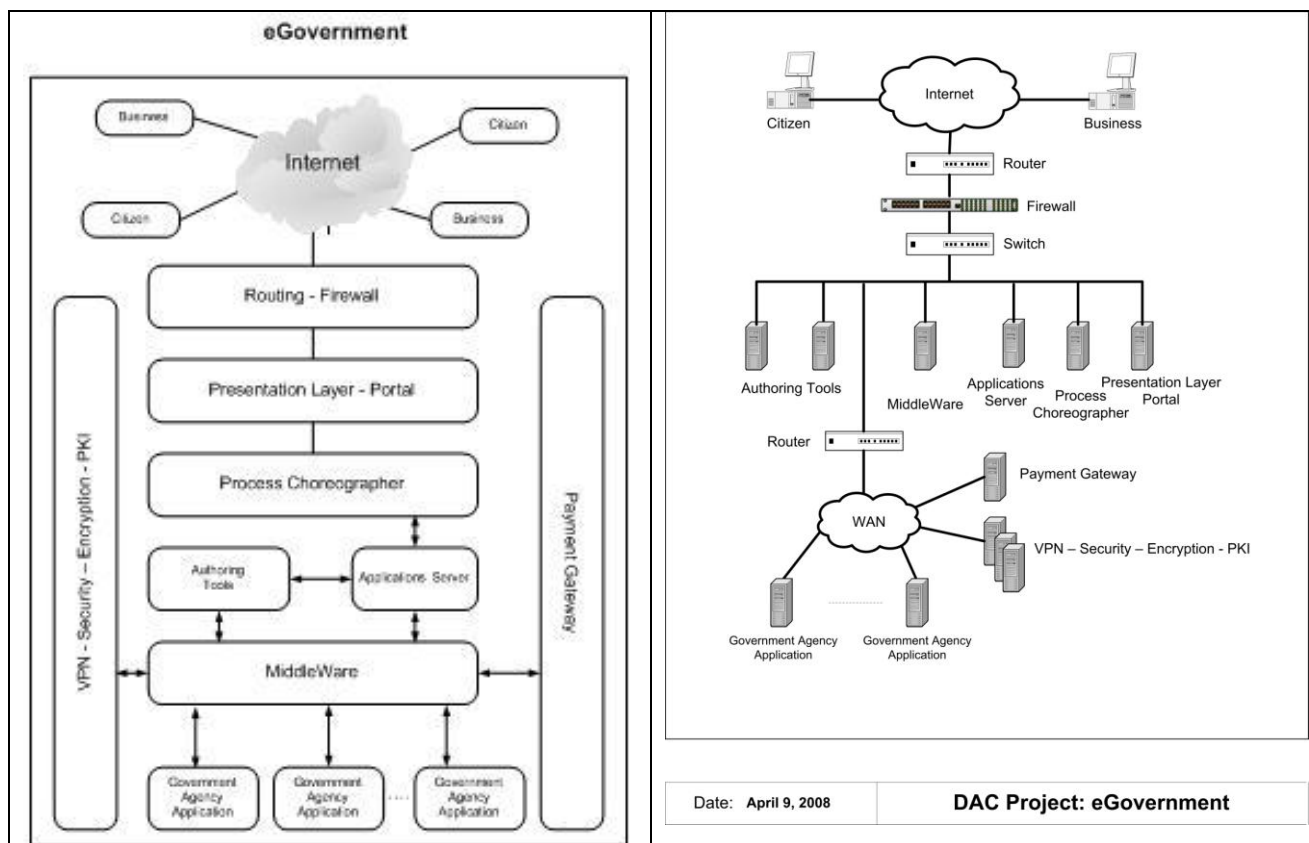 eGovernment
Business
Citizen
Internet
Citizen
Business
Routing - Firewall
Presentation Layer - Portal
Process Choreographer
Authoring
Tools
Applications Server
MiddleWare
Government
Agency
Application
Government
Agency
Application
....
Government
Agency
Application
VPN - Security – Encryption - PKI
Payment Gateway
Internet
Citizen
Business
Router
Firewall
Switch
Authoring Tools
MiddleWare
Applications
Server
Process
Choreographer
Presentation Layer
Portal
Router
Payment Gateway
WAN
VPN – Security – Encryption - PKI
Government Agency
Application
Government Agency
Application
Date: April 9, 2008
DAC Project: eGovernment